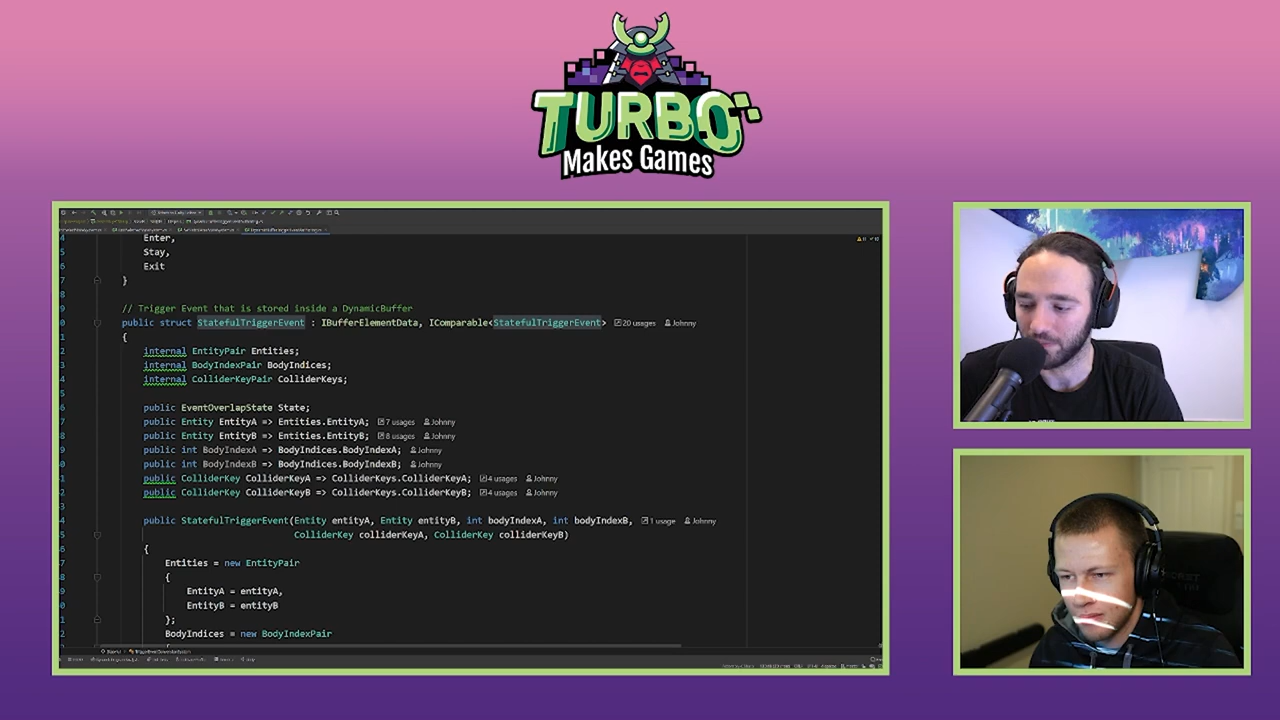 TURBO
Makes Games
Enter,
Stay,
Exit
}
// Trigger Event that is stored inside a DynamicBuffer
public struct StatefulTriggerEvent : IBufferElementData, IComparable<StatefulTriggerEvent> 20 usages Johnny
{
internal EntityPair Entities;
internal BodyIndexPair BodyIndices;
internal ColliderKeyPair ColliderKeys;
public EventOverlapState State;
public Entity EntityA => Entities.EntityA; 7 usages Johnny
public Entity EntityB => Entities.EntityB; 8 usages Johnny
public int BodyIndexA => BodyIndices.BodyIndexA; Johnny
public int BodyIndexB => BodyIndices.BodyIndexB; Johnny
public ColliderKey ColliderKeyA => ColliderKeys.ColliderKeyA; 4 usages Johnny
public ColliderKey ColliderKeyB => ColliderKeys.ColliderKeyB; 4 usages Johnny
public StatefulTriggerEvent(Entity entityA, Entity entityB, int bodyIndexA, int bodyIndexB, 1 usage Johnny
ColliderKey colliderKeyA, ColliderKey colliderKeyB)
{
Entities = new EntityPair
{
EntityA = entityA,
EntityB = entityB
};
BodyIndices = new BodyIndexPair